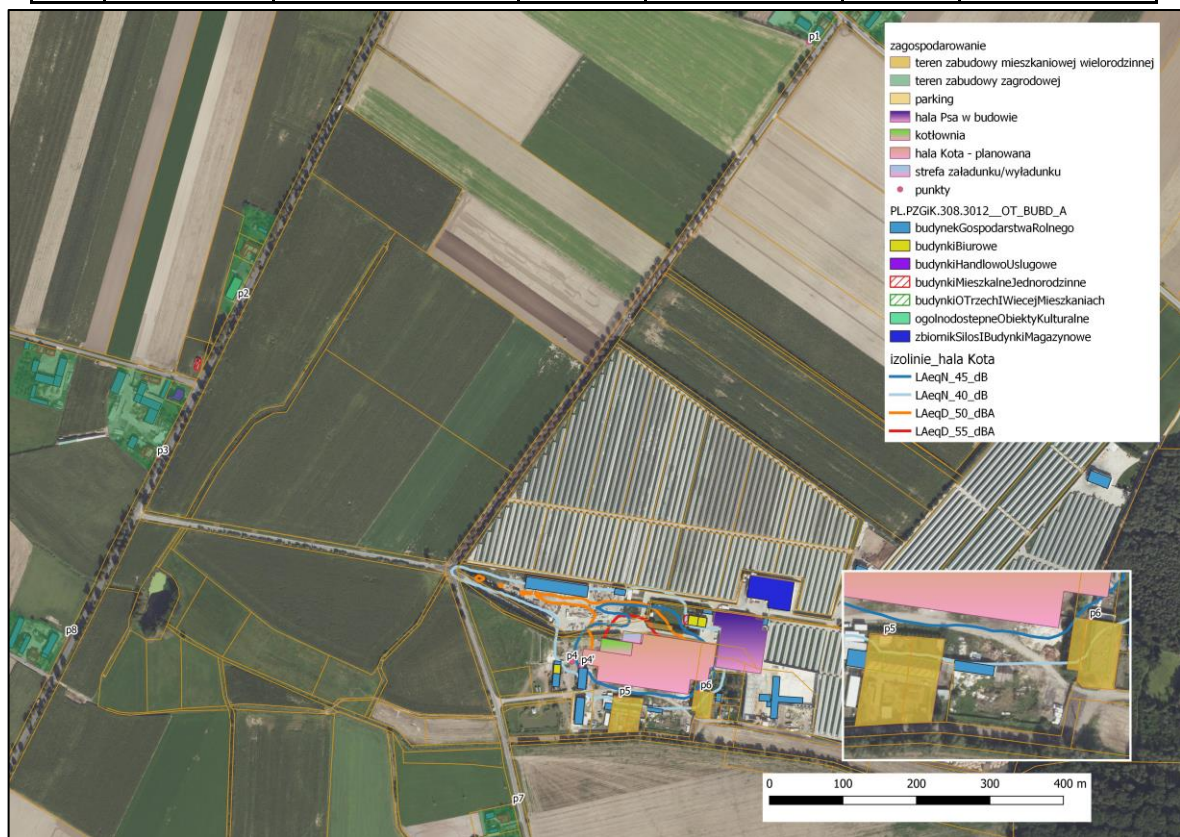 p1
zagospodarowanie
teren zabudowy mieszkaniowej wielorodzinnej
teren zabudowy zagrodowej
parking
hala Psa w budowie
kotłownia
hala Kota - planowana
strefa załadunku/wyładunku
punkty
PL.PZGiK.308.3012__OT_BUBD_A
budynekGospodarstwaRolnego
budynkiBiurowe
budynkiHandlowoUslugowe
budynkiMieszkalneJednorodzinne
budynkiOTrzechIWiecejMieszkaniach
ogolnodostepneObiektyKulturalne
zbiornikSilosIBudynkiMagazynowe
izolinie_hala Kota
LAeqN_45_dB
LAeqN_40_dB
LAeqD_50_dBA
LAeqD_55_dBA
p2
p3
p8
p4
p4'
p5
p6
p7
p5
p6
0 100 200 300 400 m